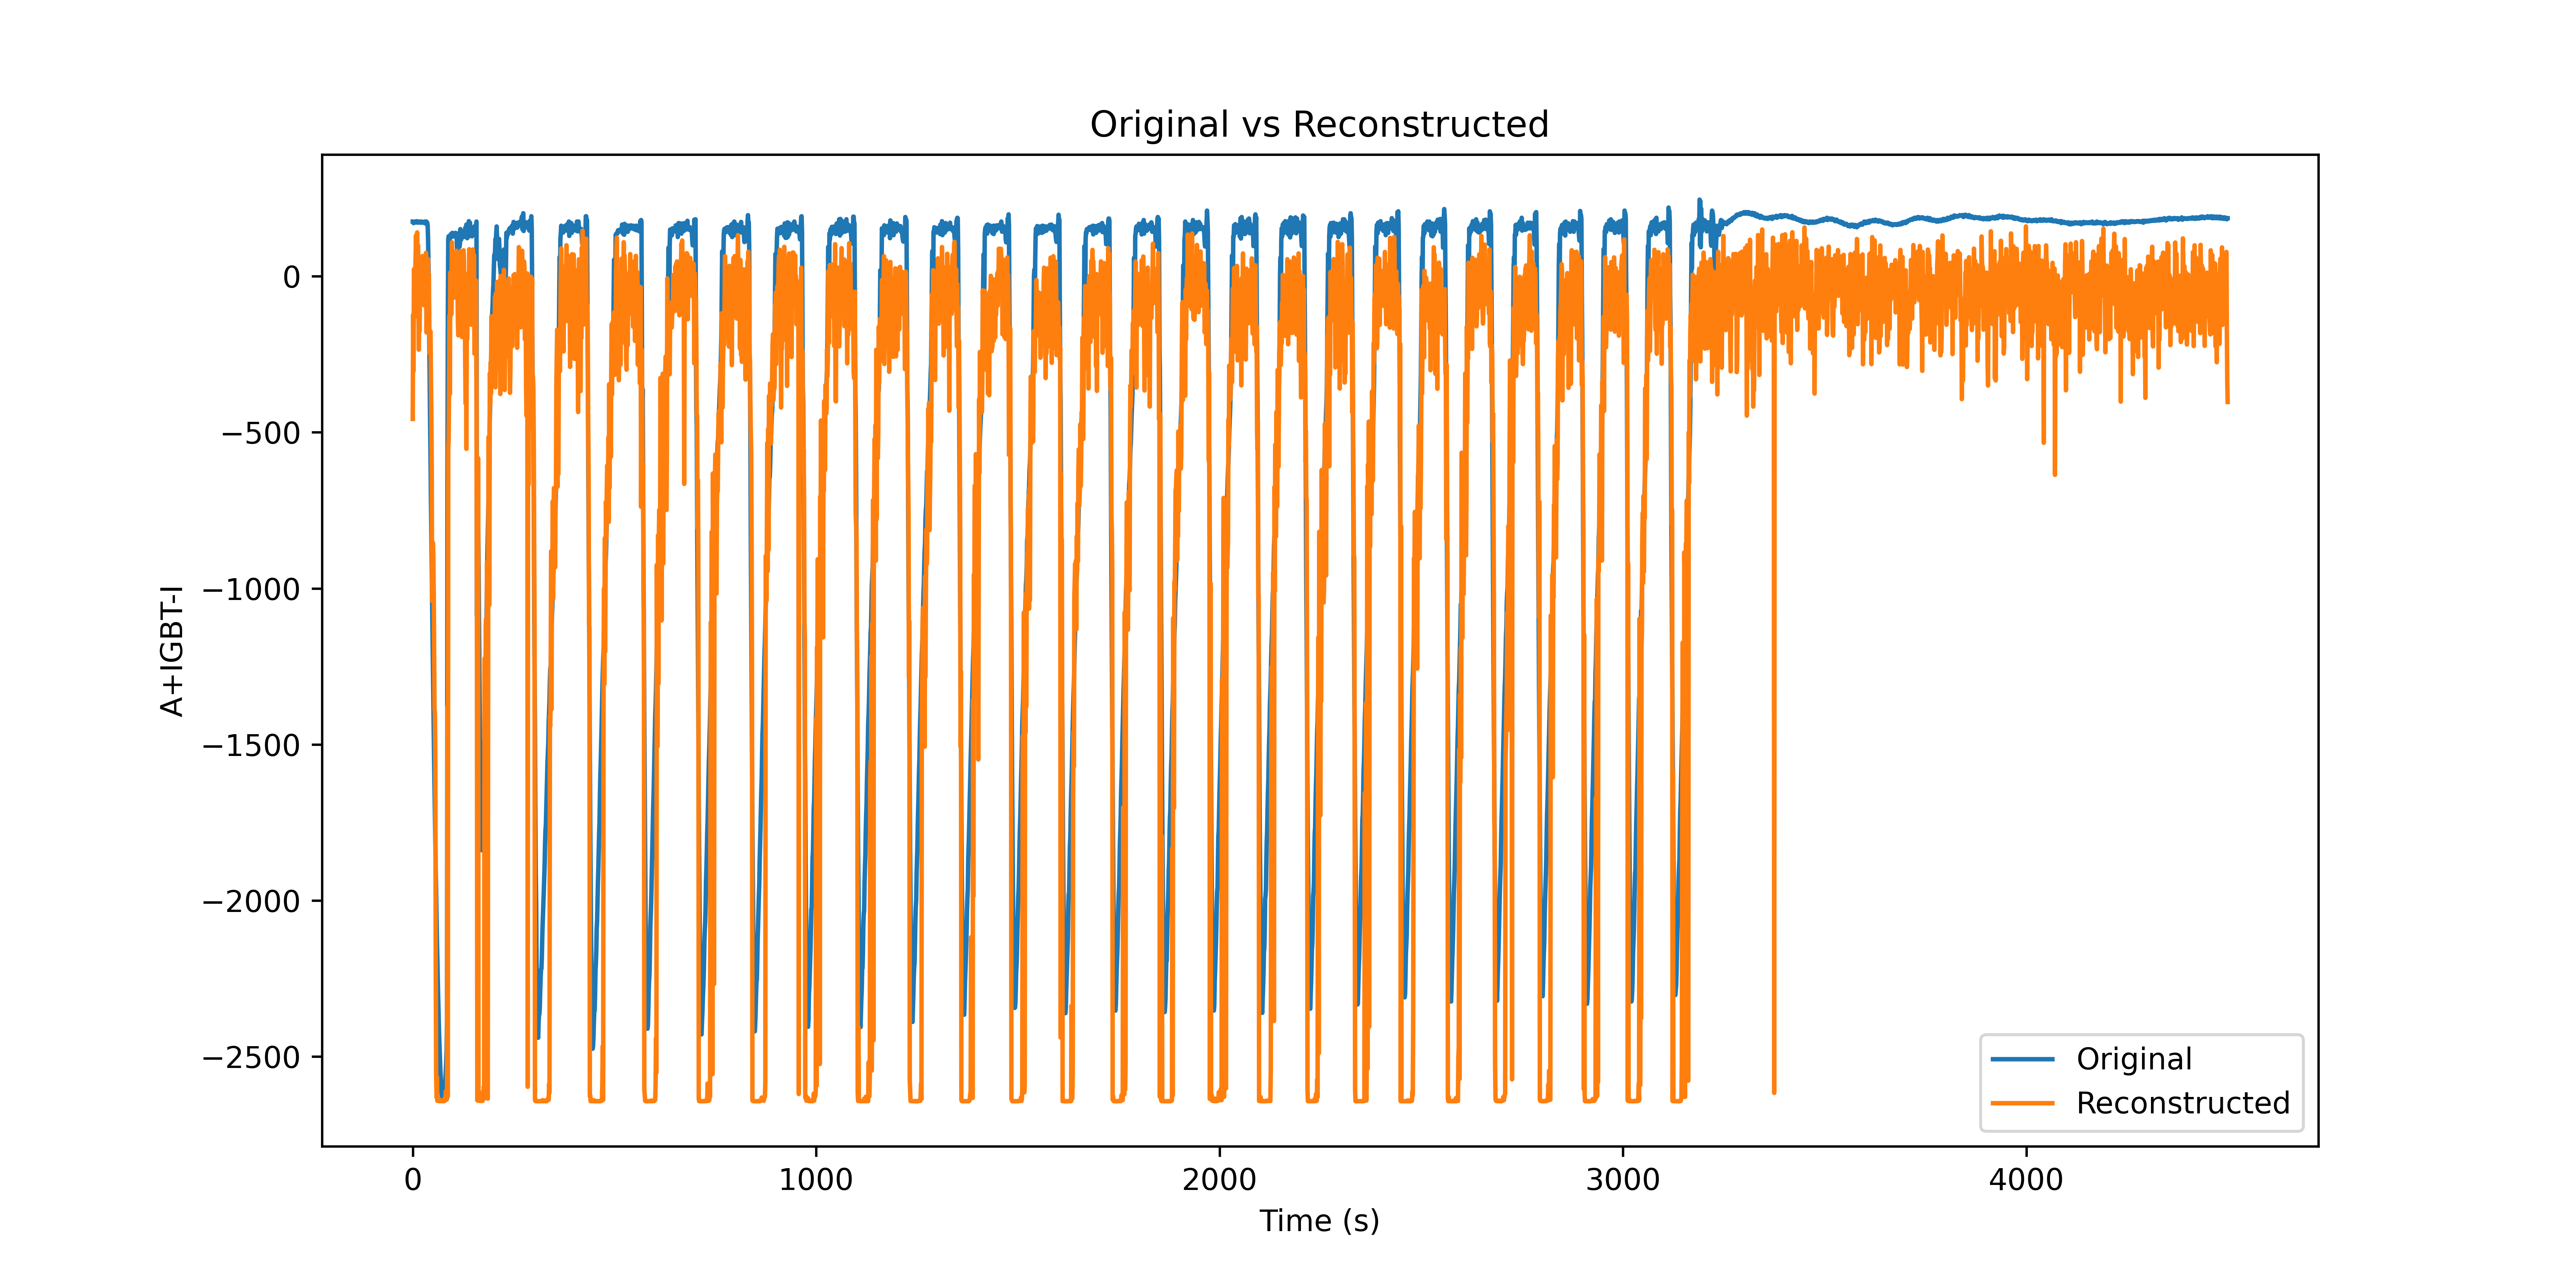 Original vs Reconstructed
A+IGBT-I
0
−500
−1000
−1500
−2000
−2500
0 1000 2000 3000 4000
Time (s)
Original
Reconstructed